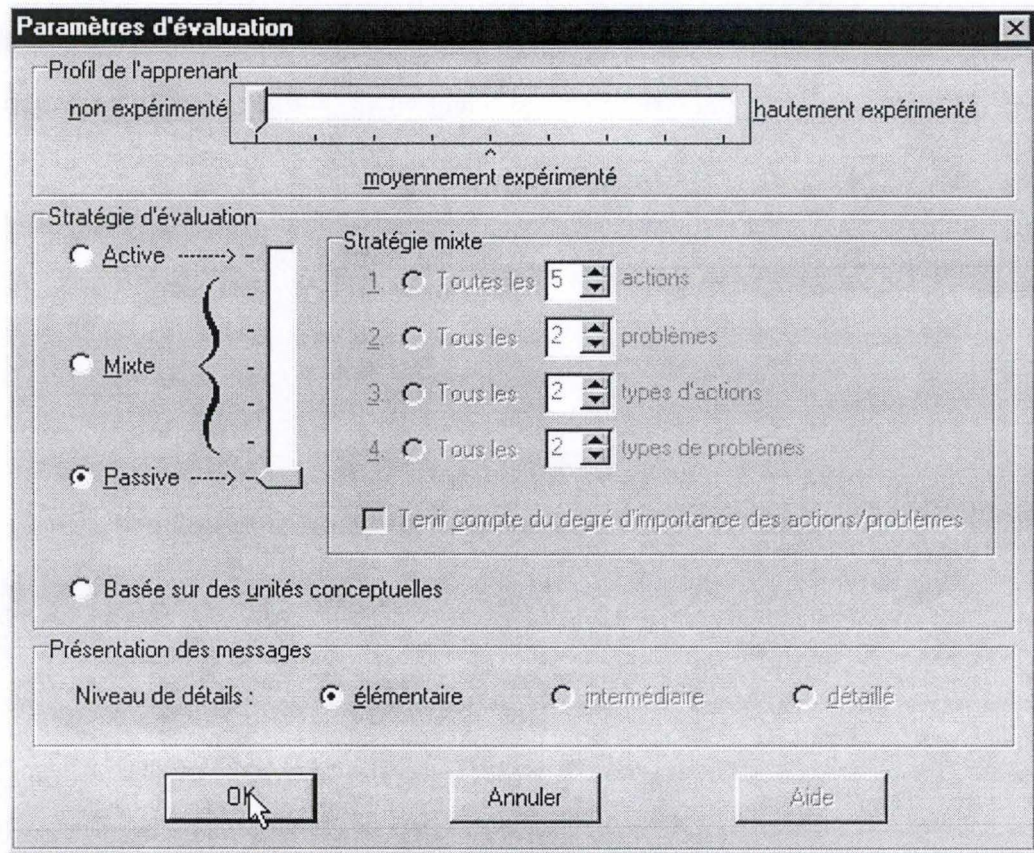 Paramètres d'évaluation
Profil de l'apprenant
non expérimenté
hautement expérimenté
moyennement expérimenté
Stratégie d'évaluation
Active
Mixte
Passive
Stratégie mixte
1. Toutes les 5 actions
2. Tous les 2 problèmes
3. Tous les 2 types d'actions
4. Tous les 2 types de problèmes
Tenir compte du degré d'importance des actions/problèmes
Basée sur des unités conceptuelles
Présentation des messages
Niveau de détails : élémentaire intermédiaire détaillé
OK Annuler Aide